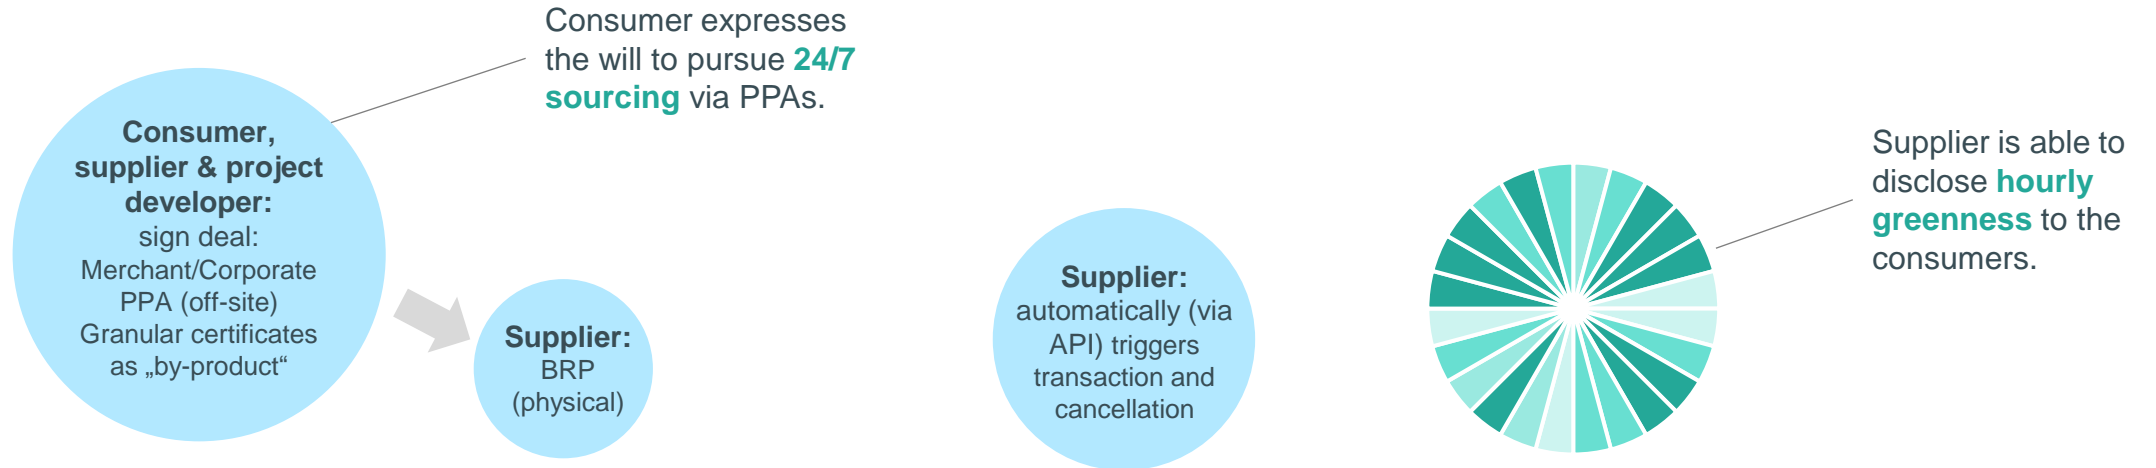 Consumer expresses
the will to pursue 24/7
sourcing via PPAs.
Consumer,
supplier & project
developer:
sign deal:
Merchant/Corporate
PPA (off-site)
Granular certificates
as „by-product“
Supplier:
BRP
(physical)
Supplier:
automatically (via
API) triggers
transaction and
cancellation
Supplier is able to
disclose hourly
greenness to the
consumers.